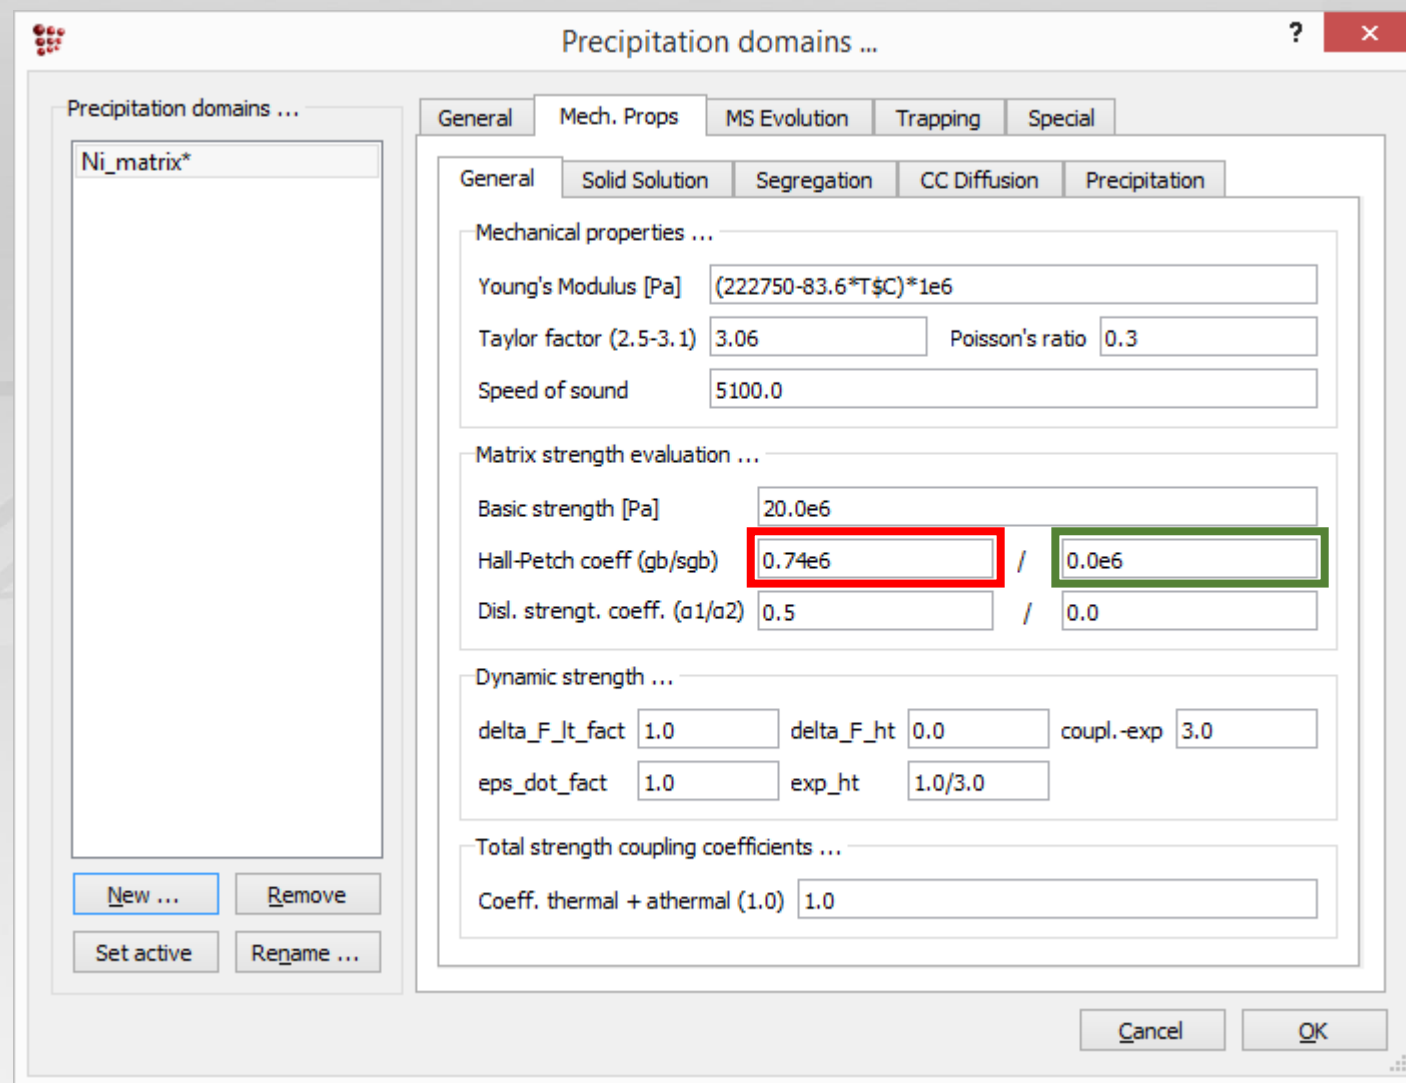 Precipitation domains ...
?
×
Precipitation domains ...
Ni_matrix*
New ...
Remove
Set active
Rename ...
General
Mech. Props
MS Evolution
Trapping
Special
General
Solid Solution
Segregation
CC Diffusion
Precipitation
Mechanical properties ...
Young's Modulus [Pa] (222750-83.6*T$C)*1e6
Taylor factor (2.5-3.1) 3.06 Poisson's ratio 0.3
Speed of sound 5100.0
Matrix strength evaluation ...
Basic strength [Pa] 20.0e6
Hall-Petch coeff (gb/sgb) 0.74e6 / 0.0e6
Disl. strengt. coeff. (α1/α2) 0.5 / 0.0
Dynamic strength ...
delta_F_lt_fact 1.0 delta_F_ht 0.0 coupl.-exp 3.0
eps_dot_fact 1.0 exp_ht 1.0/3.0
Total strength coupling coefficients ...
Coeff. thermal + athermal (1.0) 1.0
Cancel
OK